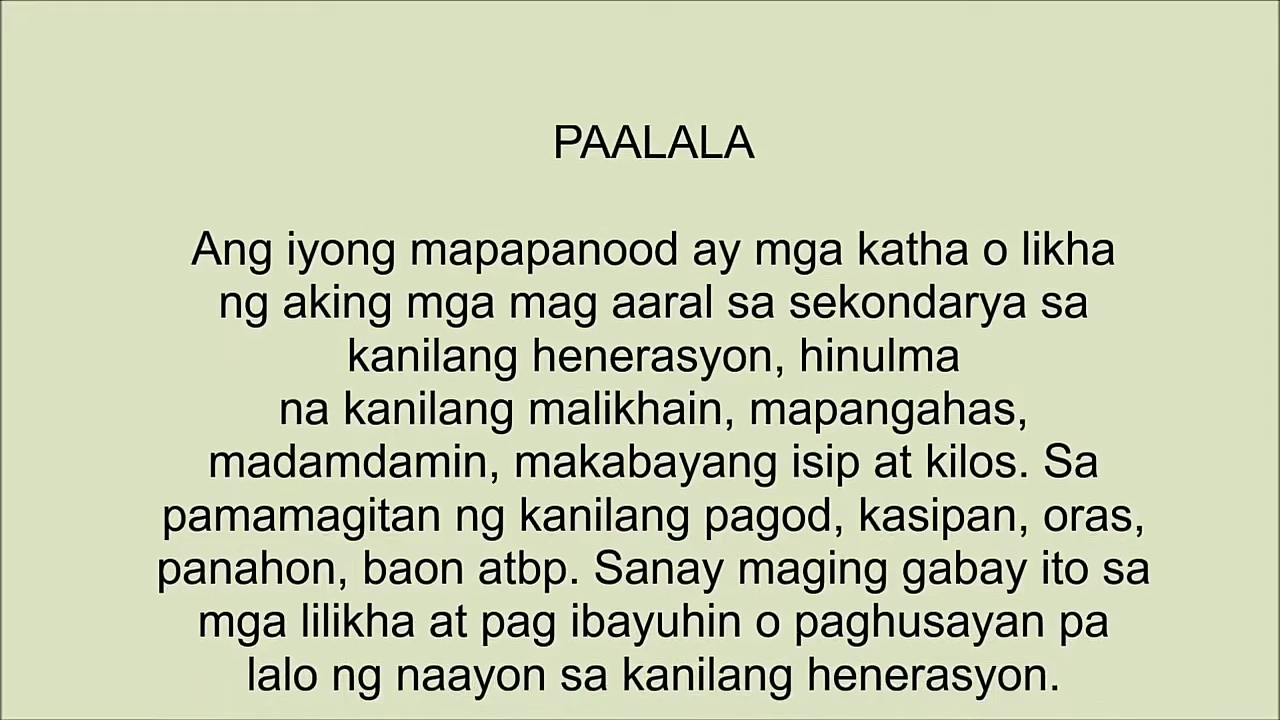 PAALALA
Ang iyong mapapanood ay mga katha o likha
ng aking mga mag aaral sa sekondarya sa
kanilang henerasyon, hinulma
na kanilang malikhain, mapangahas,
madamdamin, makabayang isip at kilos. Sa
pamamagitan ng kanilang pagod, kasipan, oras,
panahon, baon atbp. Sanay maging gabay ito sa
mga lilikha at pag ibayuhin o paghusayan pa
lalo ng naayon sa kanilang henerasyon.